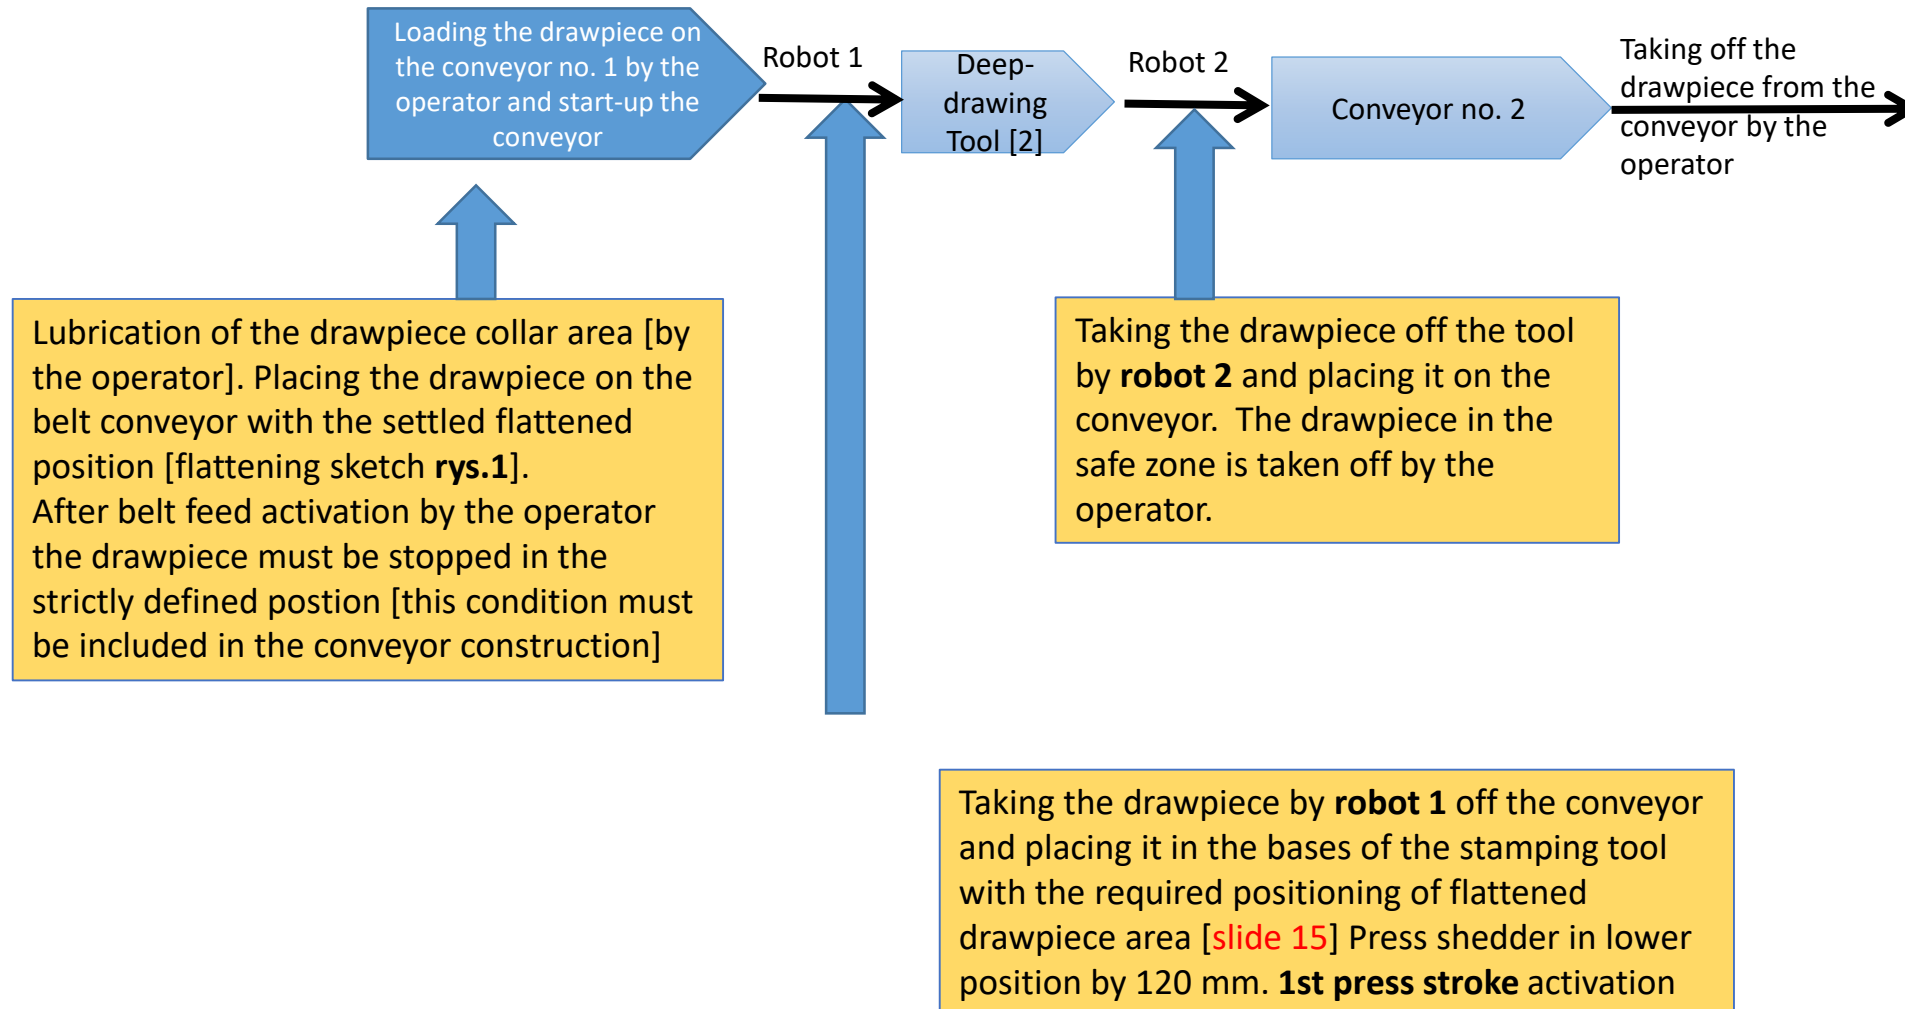 Loading the drawpiece on
the conveyor no. 1 by the
operator and start-up the
conveyor
Robot 1
Deep-
drawing
Tool [2]
Robot 2
Conveyor no. 2
Taking off the
drawpiece from the
conveyor by the
operator
Lubrication of the drawpiece collar area [by
the operator]. Placing the drawpiece on the
belt conveyor with the settled flattened
position [flattening sketch rys.1].
After belt feed activation by the operator
the drawpiece must be stopped in the
strictly defined postion [this condition must
be included in the conveyor construction]
Taking the drawpiece off the tool
by robot 2 and placing it on the
conveyor.  The drawpiece in the
safe zone is taken off by the
operator.
Taking the drawpiece by robot 1 off the conveyor
and placing it in the bases of the stamping tool
with the required positioning of flattened
drawpiece area [slide 15] Press shedder in lower
position by 120 mm. 1st press stroke activation